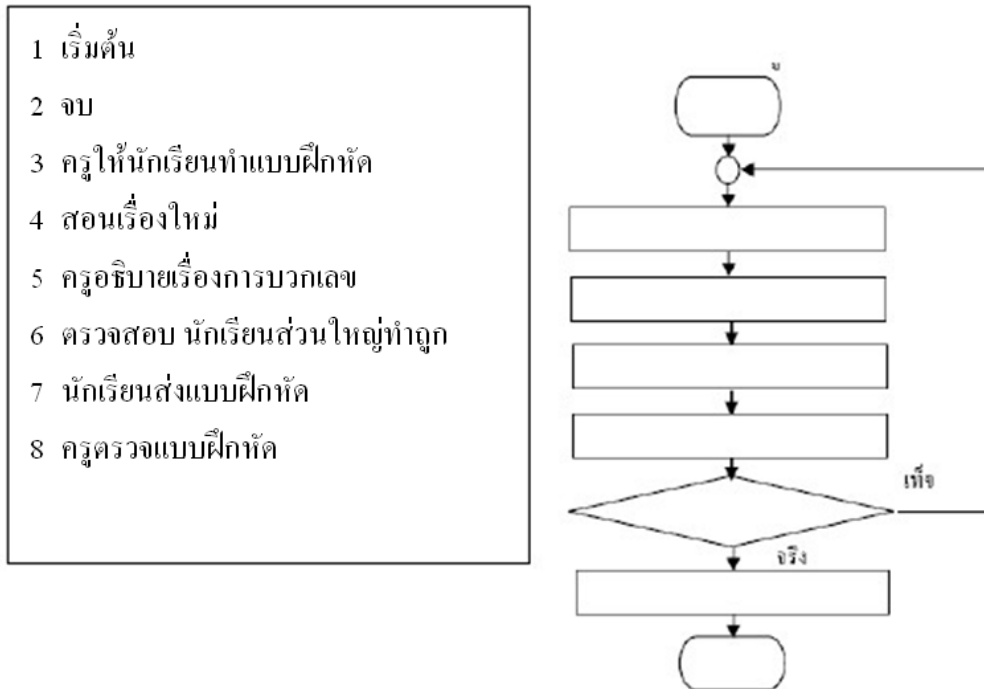 1 เริ่มต้น
2 จบ
3 ครูให้นักเรียนทำแบบฝึกหัด
4 สอนเรื่องใหม่
5 ครูอธิบายเรื่องการบวกเลข
6 ตรวจสอบ นักเรียนส่วนใหญ่ทำถูก
7 นักเรียนส่งแบบฝึกหัด
8 ครูตรวจแบบฝึกหัด
เท็จ
จริง